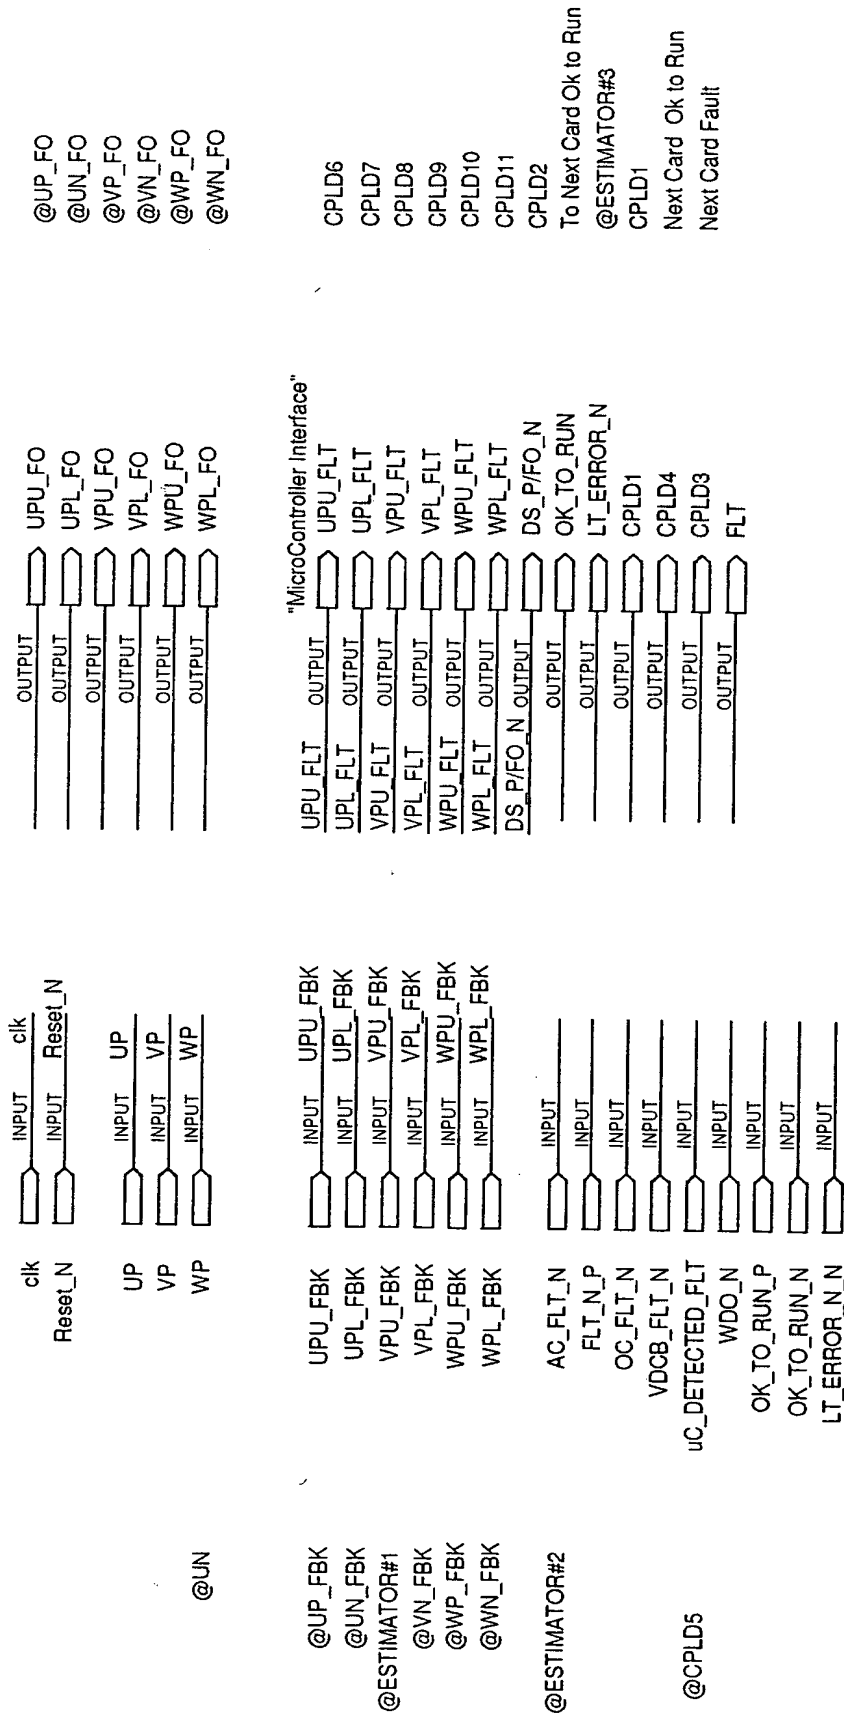 @UN
@UP_FBK
@UN_FBK
@ESTIMATOR#1
@VN_FBK
@WP_FBK
@WN_FBK
@ESTIMATOR#2
@CPLD5
clk INPUT clk
Reset_N INPUT Reset_N
UP INPUT UP
VP INPUT VP
WP INPUT WP
UPU_FBK INPUT UPU_FBK
UPL_FBK INPUT UPL_FBK
VPU_FBK INPUT VPU_FBK
VPL_FBK INPUT VPL_FBK
WPU_FBK INPUT WPU_FBK
WPL_FBK INPUT WPL_FBK
AC_FLT_N INPUT
FLT_N_P INPUT
OC_FLT_N INPUT
VDCB_FLT_N INPUT
uC_DETECTED_FLT INPUT
WDO_N INPUT
OK_TO_RUN_P INPUT
OK_TO_RUN_N INPUT
LT_ERROR_N_N INPUT
OUTPUT UPU_FO @UP_FO
OUTPUT UPL_FO @UN_FO
OUTPUT VPU_FO @VP_FO
OUTPUT VPL_FO @VN_FO
OUTPUT WPU_FO @WP_FO
OUTPUT WPL_FO @WN_FO
"MicroController Interface"
UPU_FLT OUTPUT UPU_FLT CPLD6
UPL_FLT OUTPUT UPL_FLT CPLD7
VPU_FLT OUTPUT VPU_FLT CPLD8
VPL_FLT OUTPUT VPL_FLT CPLD9
WPU_FLT OUTPUT WPU_FLT CPLD10
WPL_FLT OUTPUT WPL_FLT CPLD11
DS_P/FO_N OUTPUT DS_P/FO_N CPLD2
OUTPUT OK_TO_RUN To Next Card Ok to Run
OUTPUT LT_ERROR_N @ESTIMATOR#3
OUTPUT CPLD1 CPLD1
OUTPUT CPLD4 Next Card Ok to Run
OUTPUT CPLD3 Next Card Fault
OUTPUT FLT